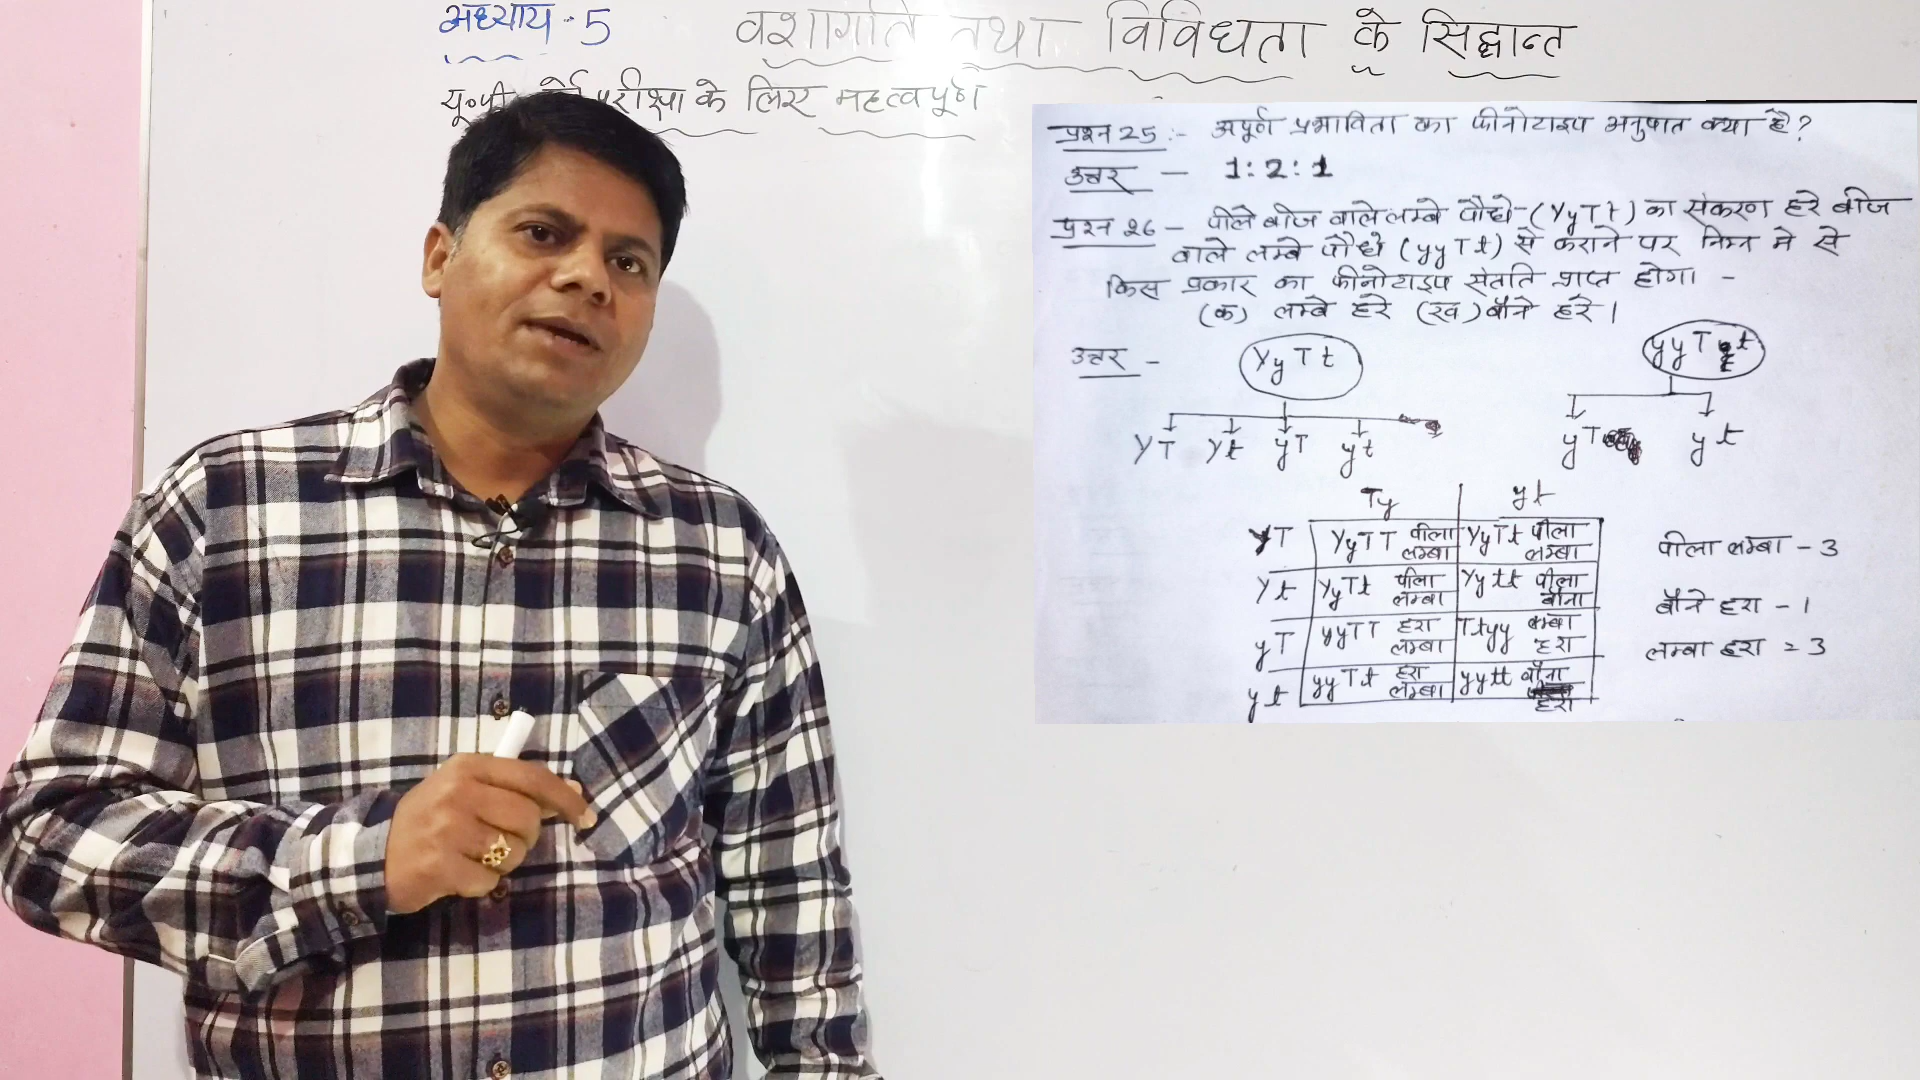 अध्याय - 5 वंशागति तथा विविधता के सिद्धान्त
यू०पी० बोर्ड परीक्षा के लिए महत्वपूर्ण
प्रश्न 25 :- अपूर्ण प्रभाविता का फीनोटाइप अनुपात क्या है?
उत्तर - 1:2:1
प्रश्न 26 - पीले बीज वाले लम्बे पौधे (YyTt) का संकरण हरे बीज
वाले लम्बे पौधे (yyTt) से कराने पर निम्न मे से
किस प्रकार का फीनोटाइप संतति प्राप्त होगा -
(क) लम्बे हरे (ख) बौने हरे।
उत्तर - YyTt yyTt
YT Yt yT yt yT yt
Ty yt
YT YyTT पीला लम्बा YyTt पीला लम्बा
Yt YyTt पीला लम्बा Yytt पीला बौना
yT yyTT हरा लम्बा Ttyy लम्बा हरा
yt yyTt हरा लम्बा yytt बौना हरा
पीला लम्बा - 3
बौने हरा - 1
लम्बा हरा = 3